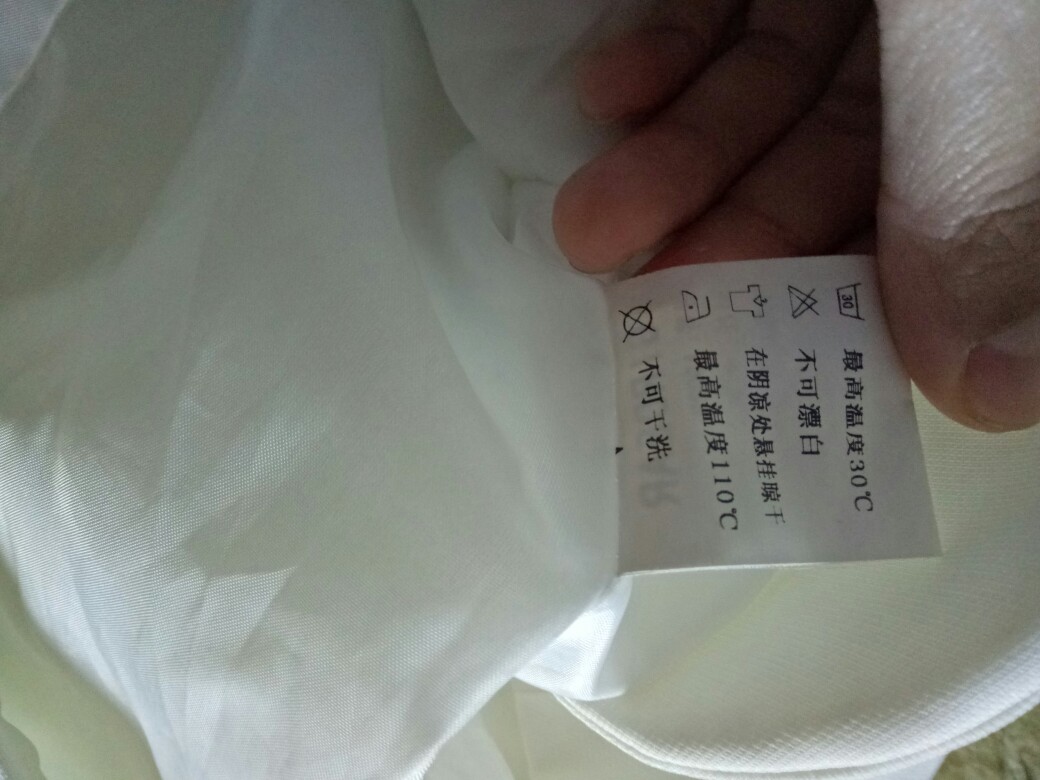 30 最高温度30℃
不可漂白
在阴凉处悬挂晾干
最高温度110℃
不可干洗